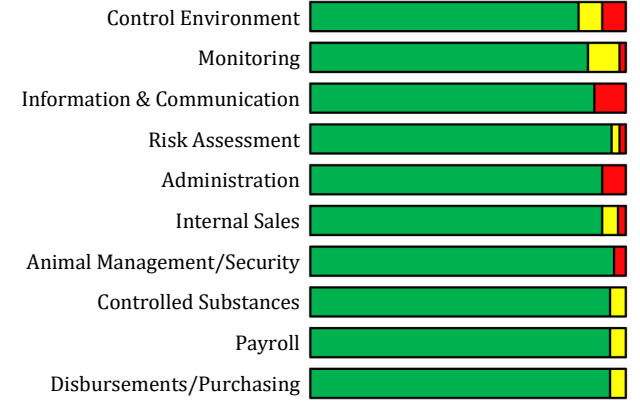 Control Environment
Monitoring
Information & Communication
Risk Assessment
Administration
Internal Sales
Animal Management/Security
Controlled Substances
Payroll
Disbursements/Purchasing